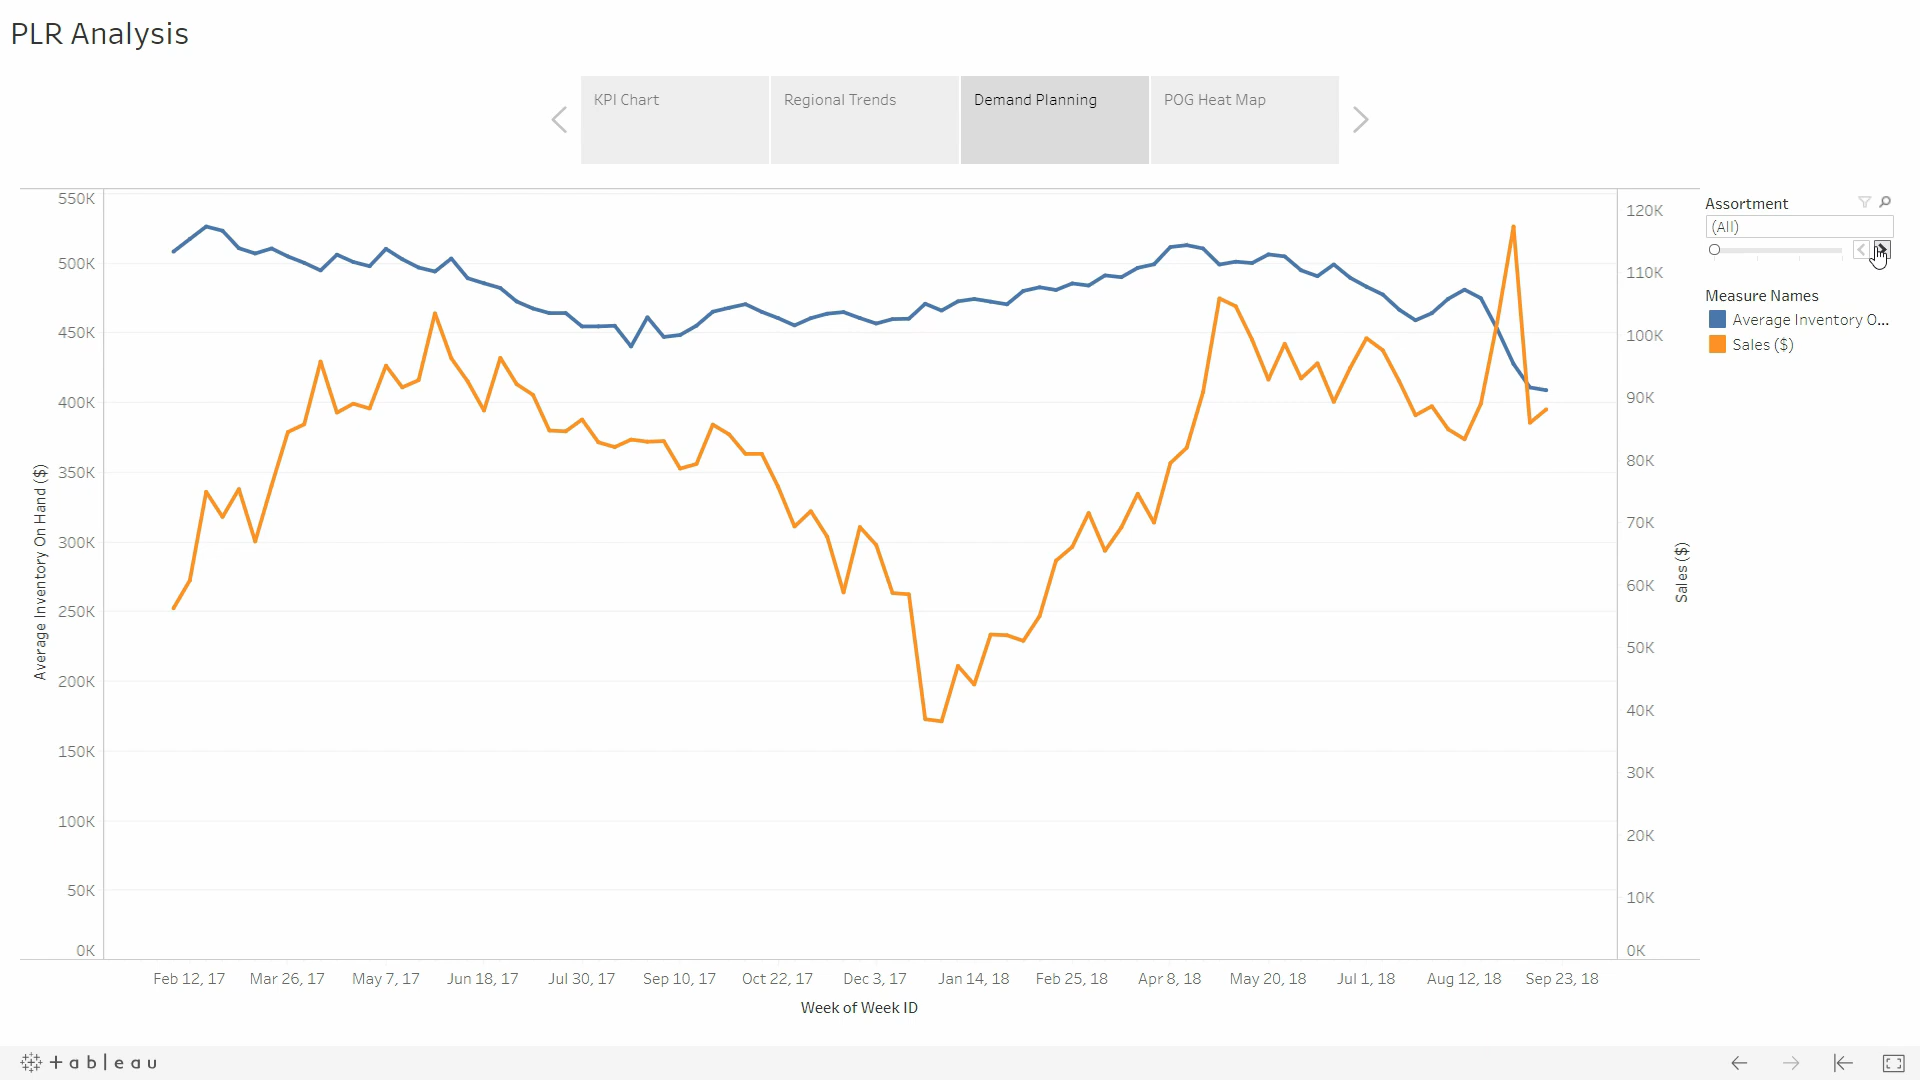 PLR Analysis
KPI Chart
Regional Trends
Demand Planning
POG Heat Map
550K
500K
450K
400K
350K
300K
250K
200K
150K
100K
50K
0K
Average Inventory On Hand ($)
120K
110K
100K
90K
80K
70K
60K
50K
40K
30K
20K
10K
0K
Sales ($)
Feb 12, 17
Mar 26, 17
May 7, 17
Jun 18, 17
Jul 30, 17
Sep 10, 17
Oct 22, 17
Dec 3, 17
Jan 14, 18
Feb 25, 18
Apr 8, 18
May 20, 18
Jul 1, 18
Aug 12, 18
Sep 23, 18
Week of Week ID
Assortment
(All)
Measure Names
Average Inventory O...
Sales ($)
+ableau